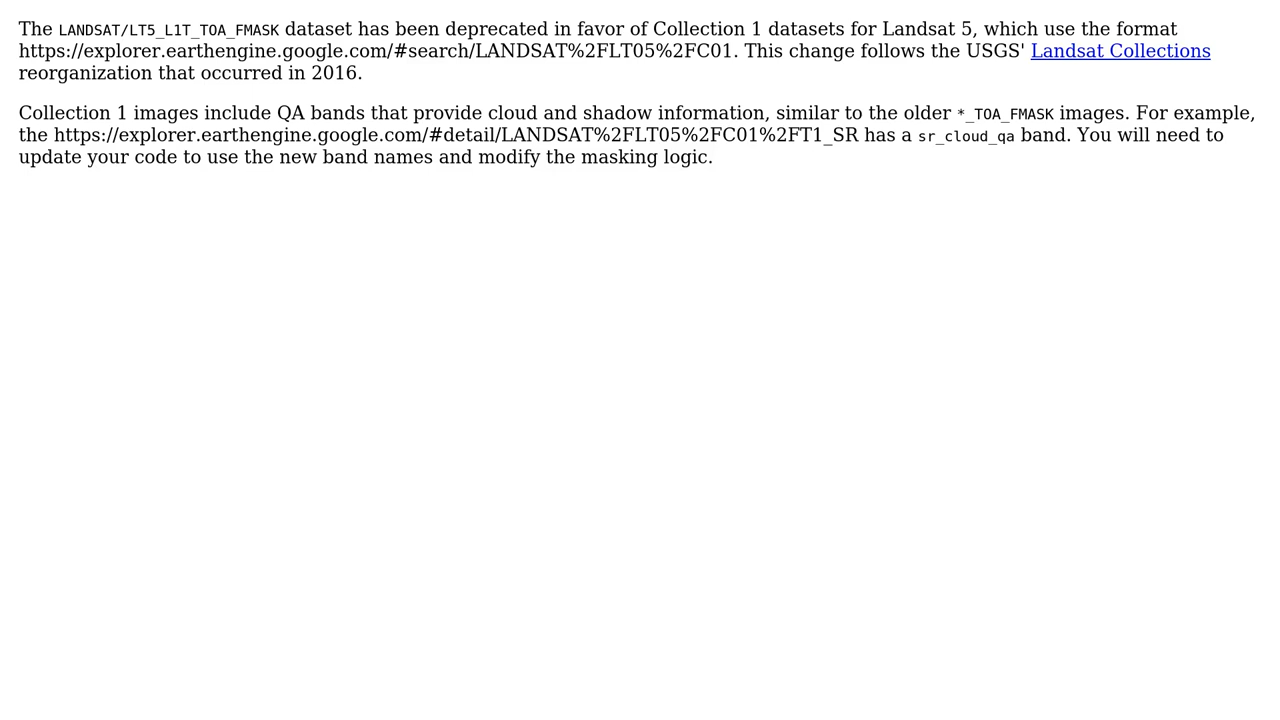 The LANDSAT/LT5_L1T_TOA_FMASK dataset has been deprecated in favor of Collection 1 datasets for Landsat 5, which use the format
https://explorer.earthengine.google.com/#search/LANDSAT%2FLT05%2FC01. This change follows the USGS' Landsat Collections
reorganization that occurred in 2016.
Collection 1 images include QA bands that provide cloud and shadow information, similar to the older *_TOA_FMASK images. For example,
the https://explorer.earthengine.google.com/#detail/LANDSAT%2FLT05%2FC01%2FT1_SR has a sr_cloud_qa band. You will need to
update your code to use the new band names and modify the masking logic.